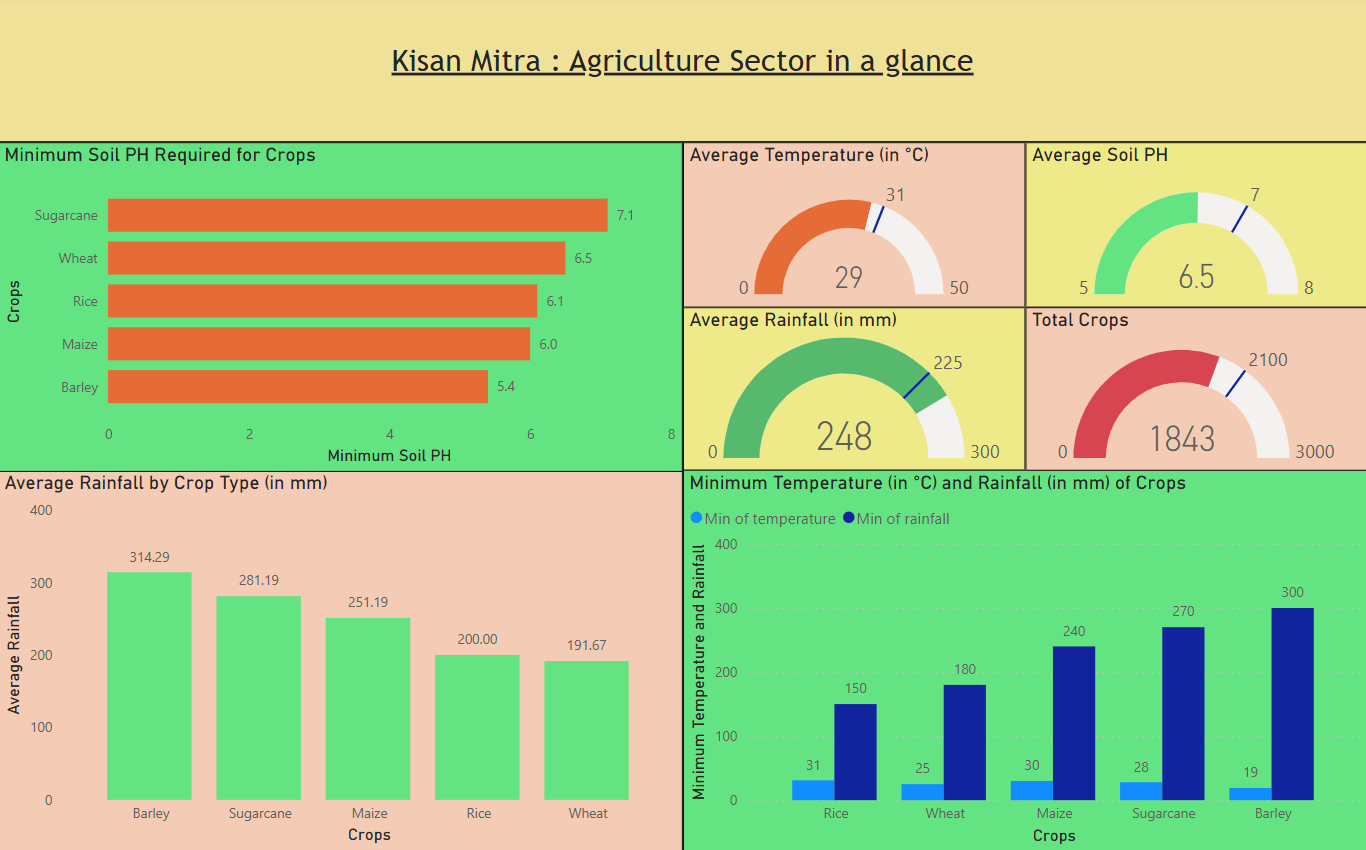 Kisan Mitra : Agriculture Sector in a glance
Minimum Soil PH Required for Crops
Crops
Sugarcane 7.1
Wheat 6.5
Rice 6.1
Maize 6.0
Barley 5.4
0 2 4 6 8
Minimum Soil PH
Average Temperature (in °C)
31
29
0 50
Average Soil PH
7
6.5
5 8
Average Rainfall (in mm)
225
248
0 300
Total Crops
2100
1843
0 3000
Average Rainfall by Crop Type (in mm)
Average Rainfall
400
300
200
100
0
314.29
281.19
251.19
200.00
191.67
Barley Sugarcane Maize Rice Wheat
Crops
Minimum Temperature (in °C) and Rainfall (in mm) of Crops
Min of temperature Min of rainfall
Minimum Temperature and Rainfall
400
300
200
100
0
31 150
25 180
30 240
28 270
19 300
Rice Wheat Maize Sugarcane Barley
Crops